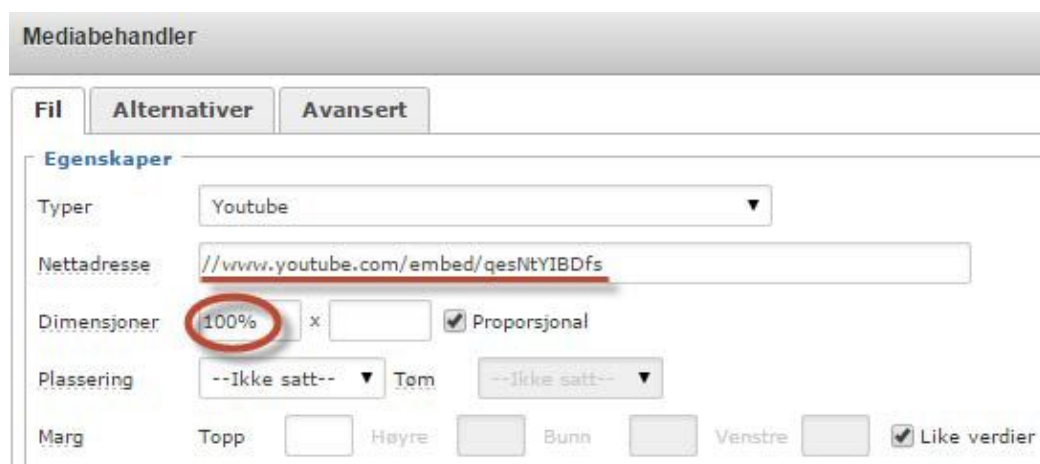 Mediabehandler
Fil Alternativer Avansert
Egenskaper
Typer Youtube
Nettadresse //www.youtube.com/embed/qesNtYIBDfs
Dimensjoner 100% x Proporsjonal
Plassering --Ikke satt-- Tøm --Ikke satt--
Marg Topp Høyre Bunn Venstre Like verdier